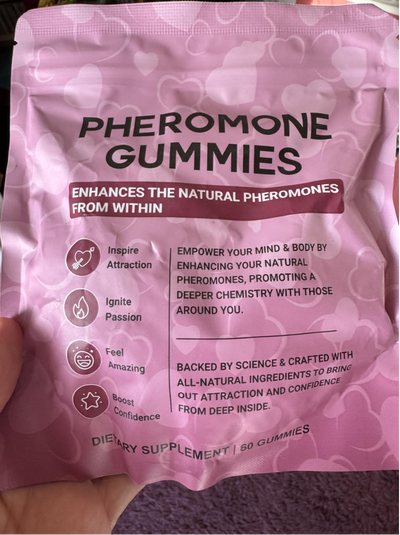 PHEROMONE
GUMMIES
ENHANCES THE NATURAL PHEROMONES
FROM WITHIN
Inspire
Attraction
Ignite
Passion
Feel
Amazing
Boost
Confidence
EMPOWER YOUR MIND & BODY BY
ENHANCING YOUR NATURAL
PHEROMONES, PROMOTING A
DEEPER CHEMISTRY WITH THOSE
AROUND YOU.
BACKED BY SCIENCE & CRAFTED WITH
ALL-NATURAL INGREDIENTS TO BRING
OUT ATTRACTION AND CONFIDENCE
FROM DEEP INSIDE.
DIETARY SUPPLEMENT | 60 GUMMIES